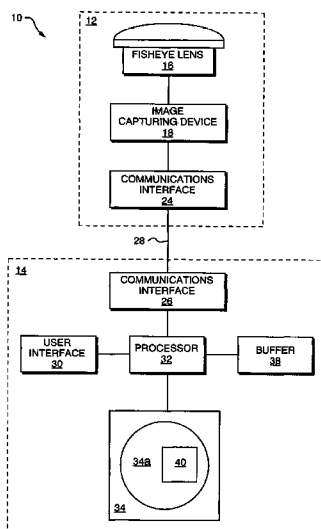 10
12
FISHEYE LENS
16
IMAGE
CAPTURING DEVICE
18
COMMUNICATIONS
INTERFACE
24
28
14
COMMUNICATIONS
INTERFACE
26
USER
INTERFACE
30
PROCESSOR
32
BUFFER
38
34a
40
34